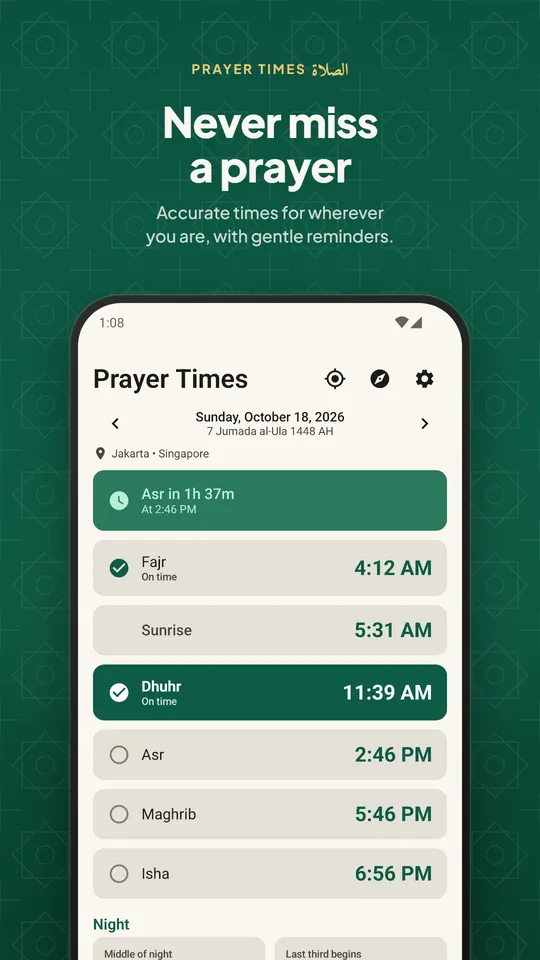 PRAYER TIMES الصلاة
Never miss
a prayer
Accurate times for wherever
you are, with gentle reminders.
1:08
Prayer Times
Sunday, October 18, 2026
7 Jumada al-Ula 1448 AH
Jakarta • Singapore
Asr in 1h 37m
At 2:46 PM
Fajr
On time
4:12 AM
Sunrise
5:31 AM
Dhuhr
On time
11:39 AM
Asr
2:46 PM
Maghrib
5:46 PM
Isha
6:56 PM
Night
Middle of night
Last third begins